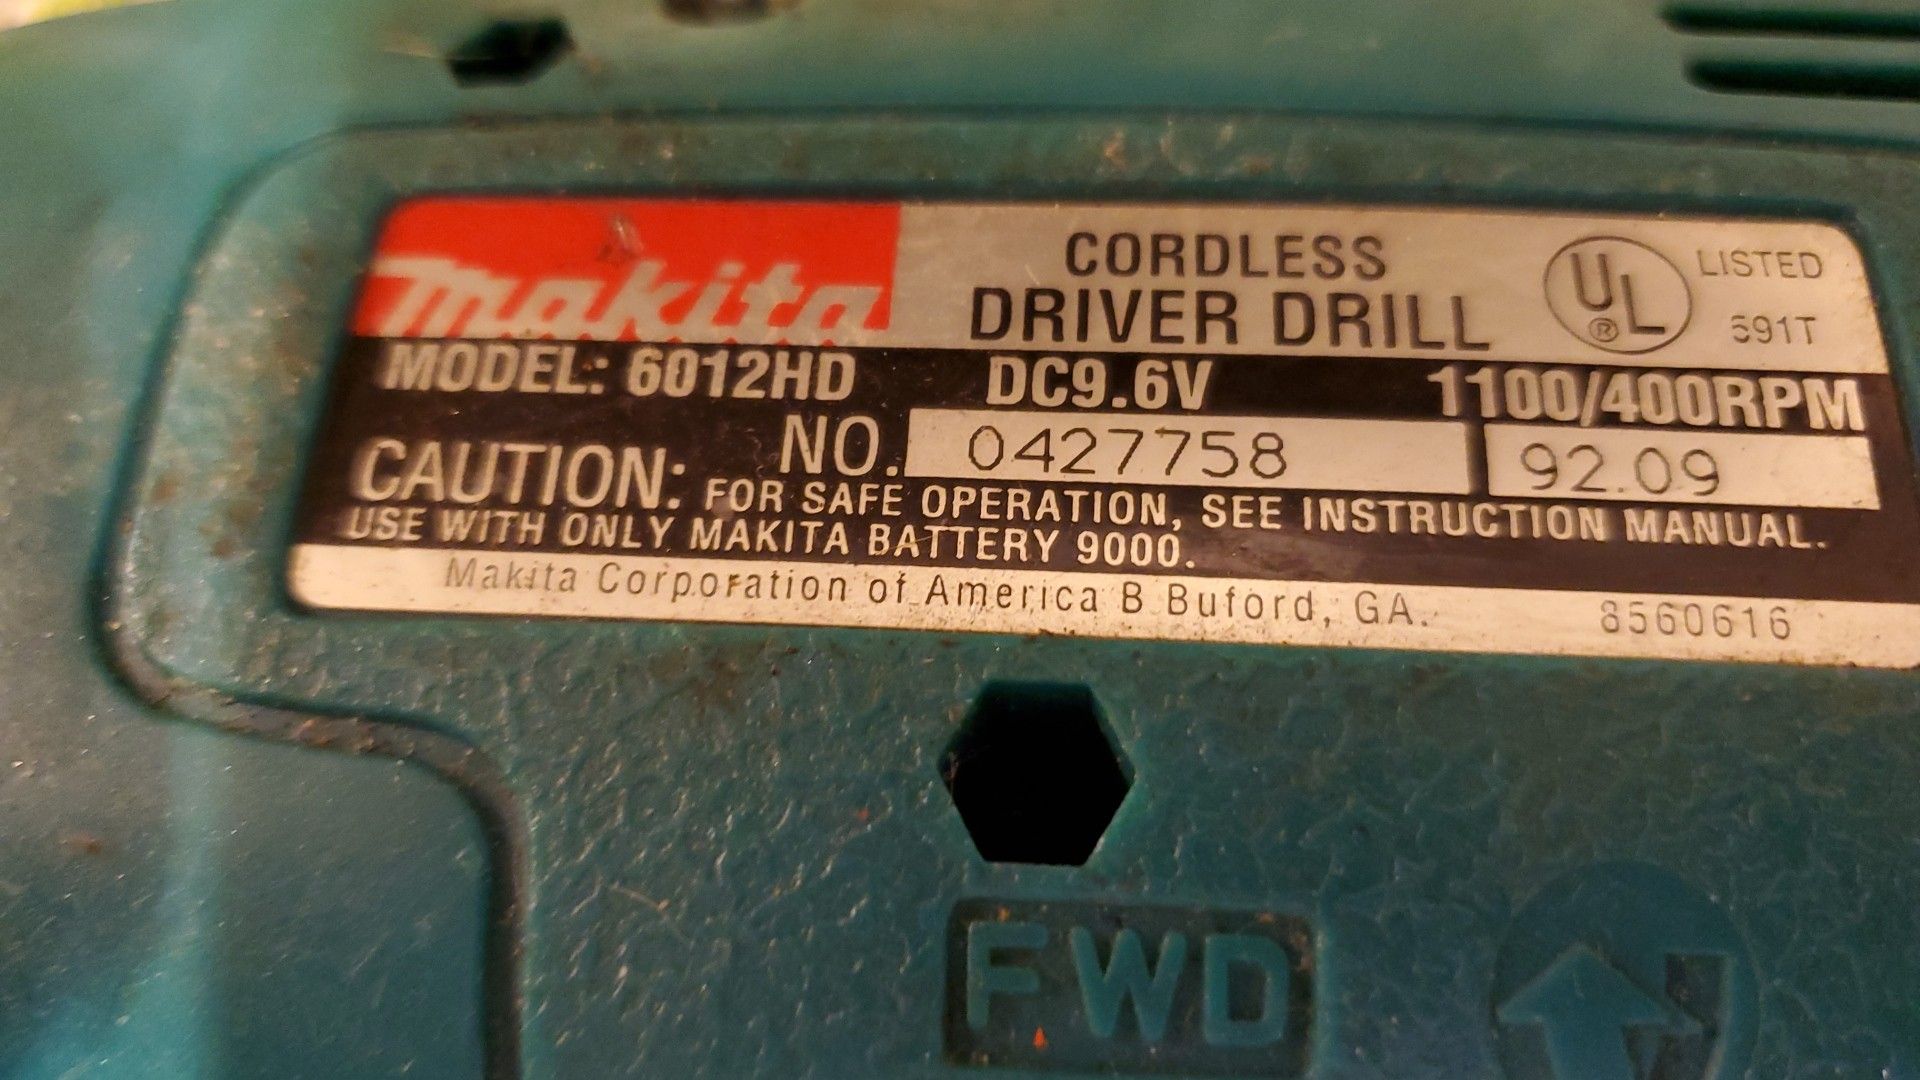 makita
CORDLESS
DRIVER DRILL
UL ®
LISTED
591T
MODEL: 6012HD DC9.6V 1100/400RPM
NO. 0427758 92.09
CAUTION: FOR SAFE OPERATION, SEE INSTRUCTION MANUAL.
USE WITH ONLY MAKITA BATTERY 9000.
Makita Corporation of America B Buford, GA. 8560616
FWD